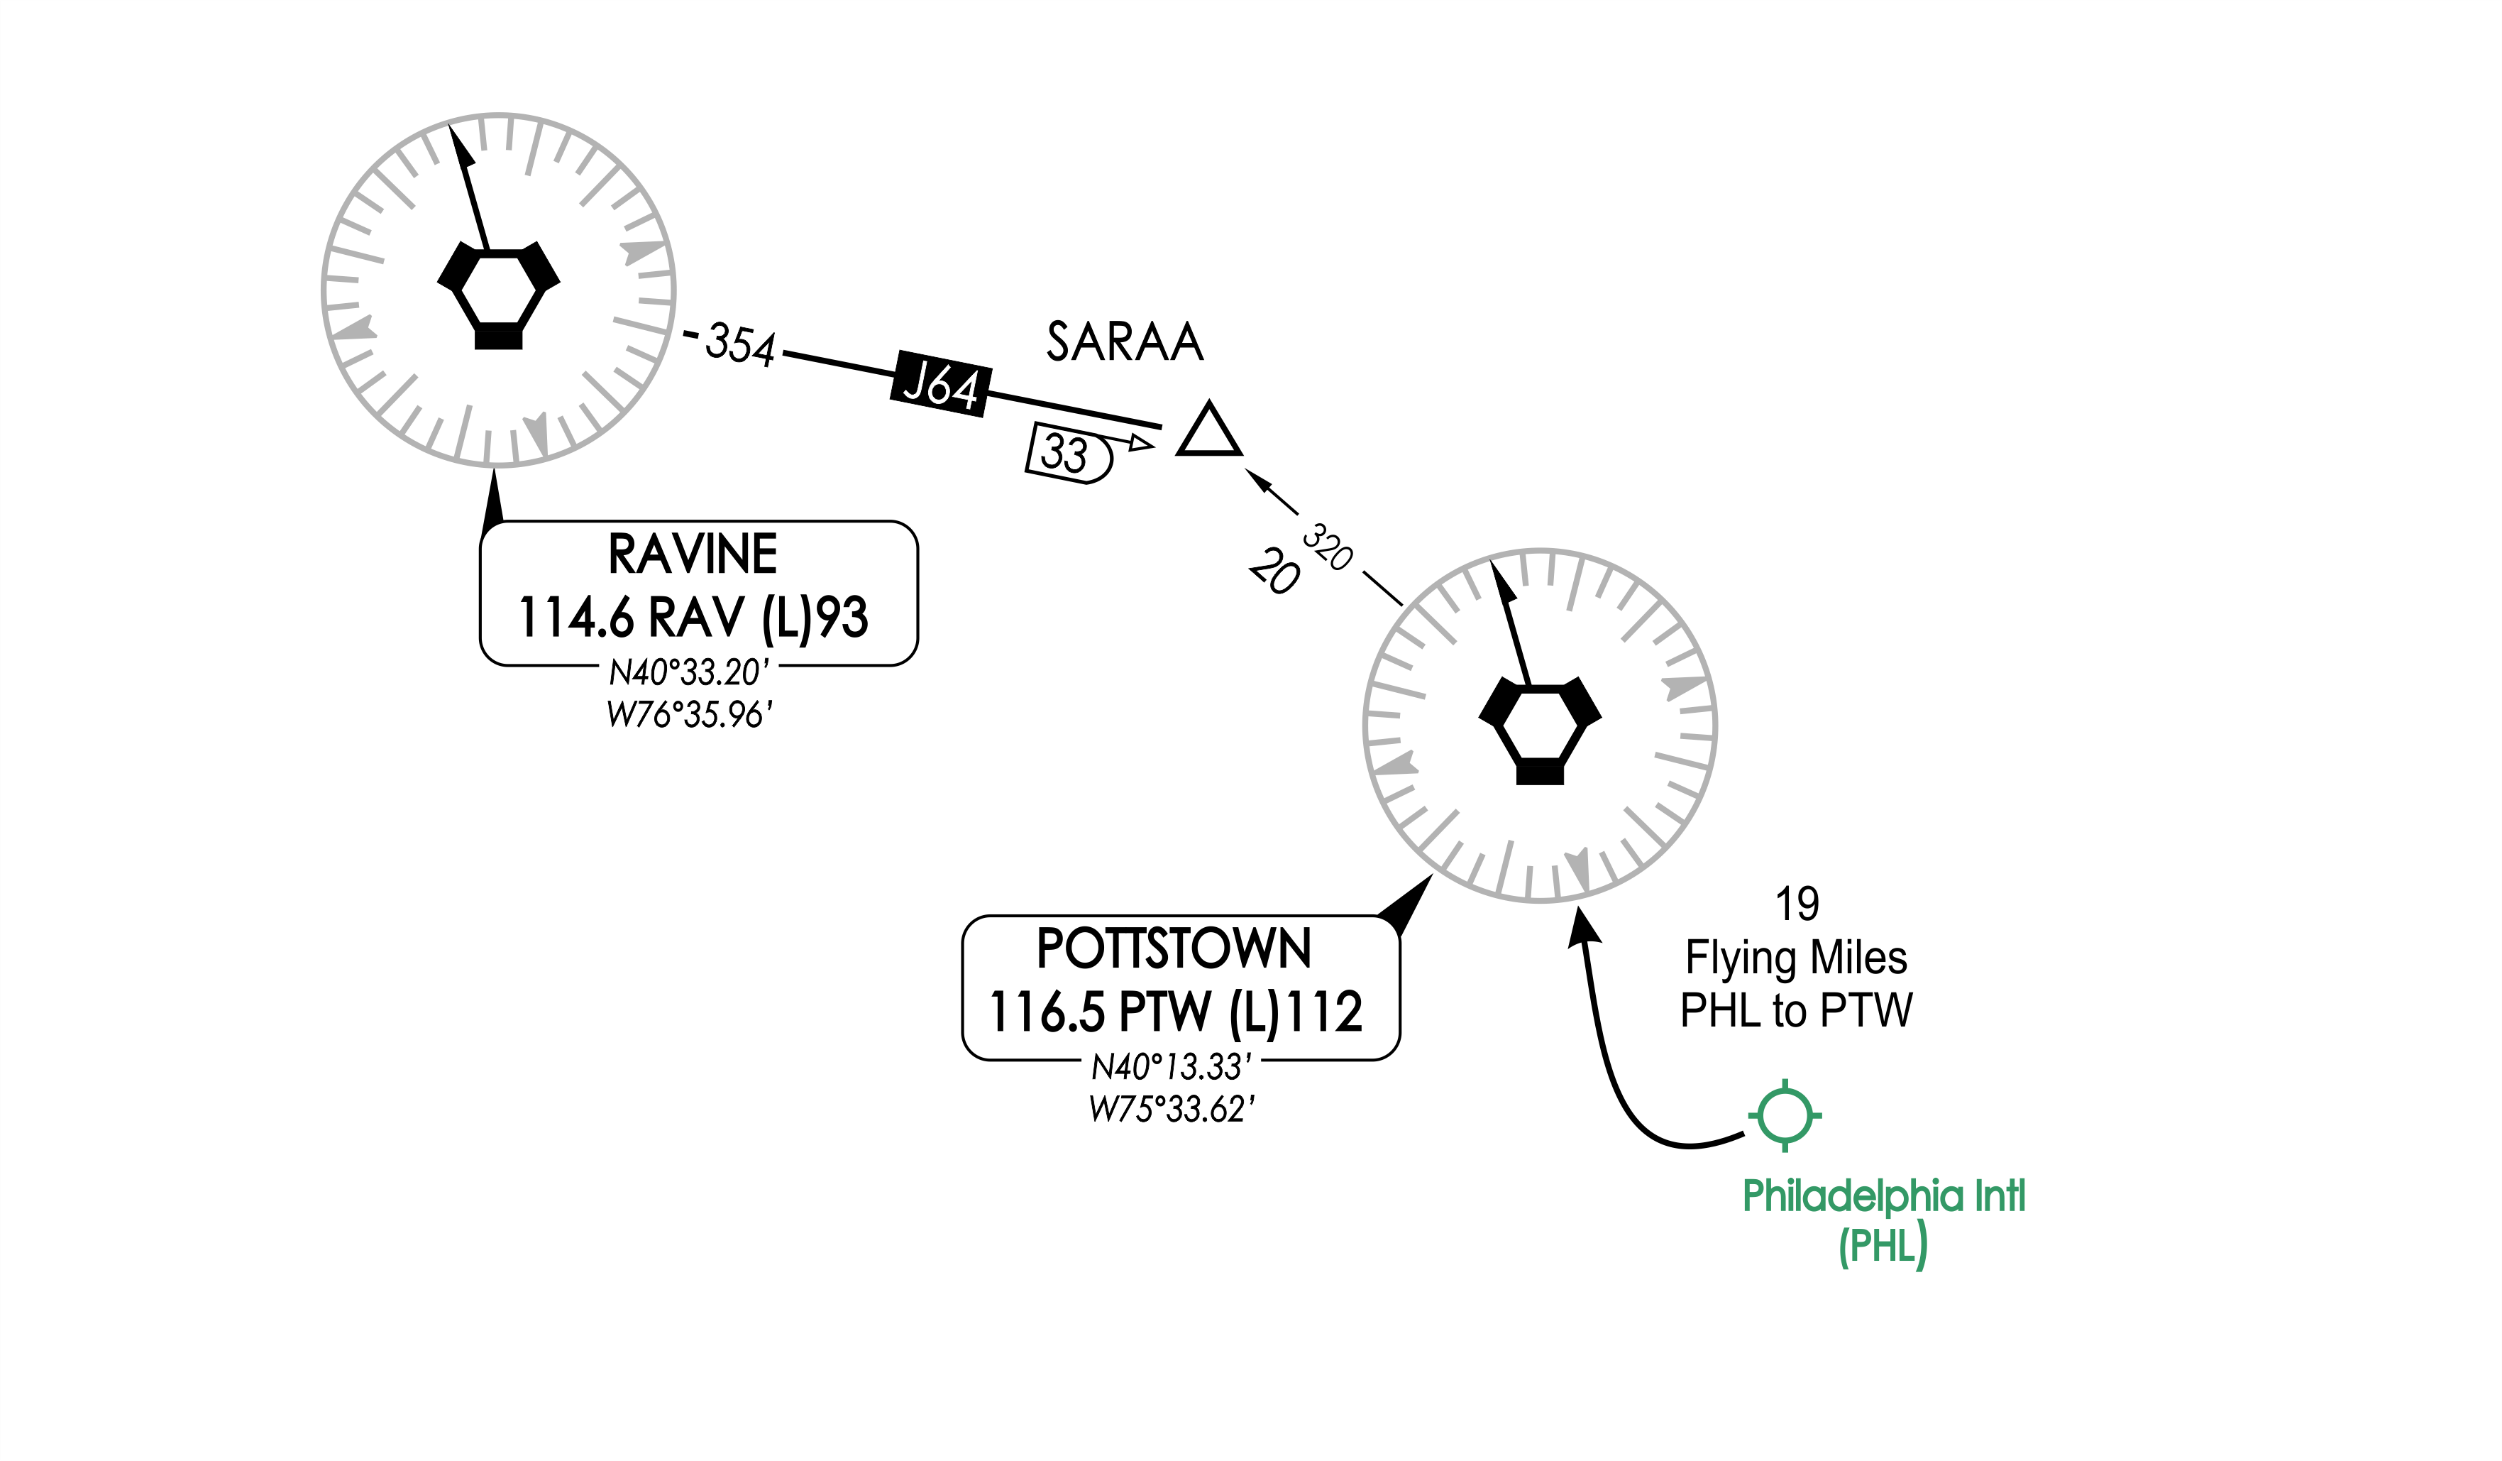 -354
J64
SARAA
33
320
20
RAVINE
114.6 RAV (L)93
N40°33.20'
W76°35.96'
POTTSTOWN
116.5 PTW (L)112
N40°13.33'
W75°33.62'
19
Flying Miles
PHL to PTW
Philadelphia Intl
(PHL)